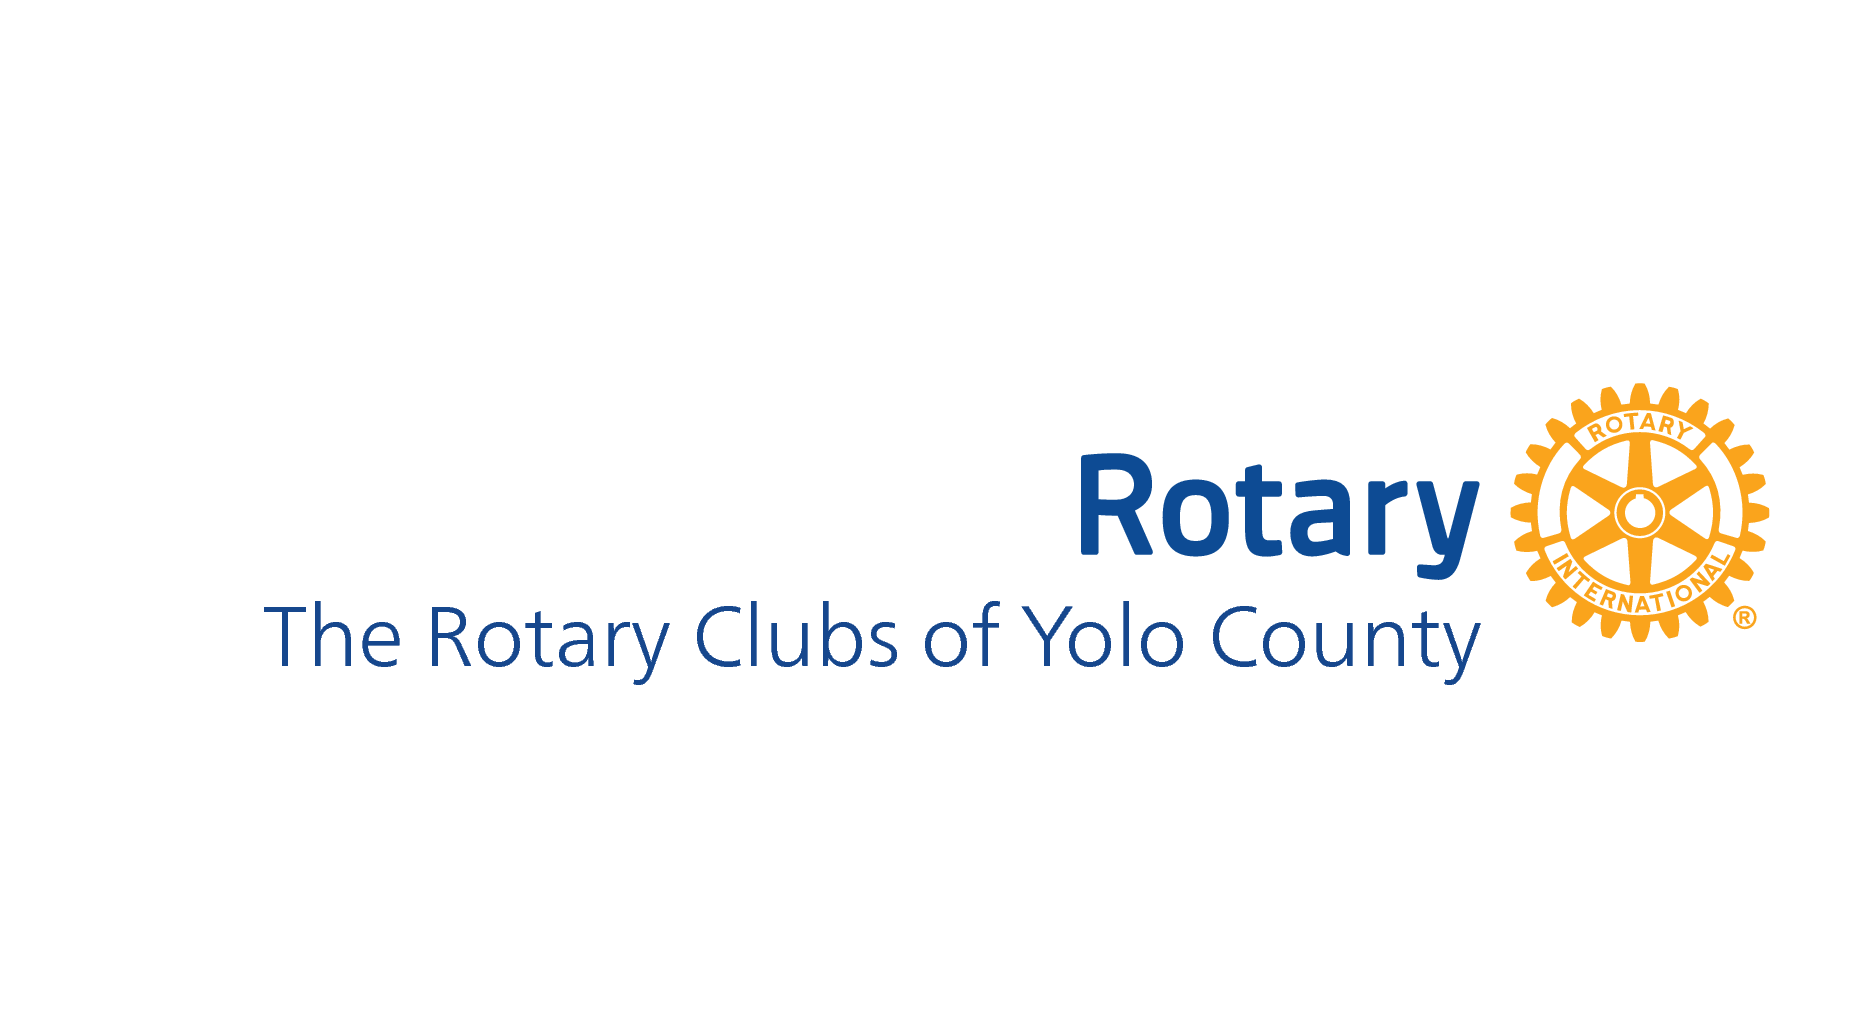 Rotary
ROTARY
INTERNATIONAL
®
The Rotary Clubs of Yolo County